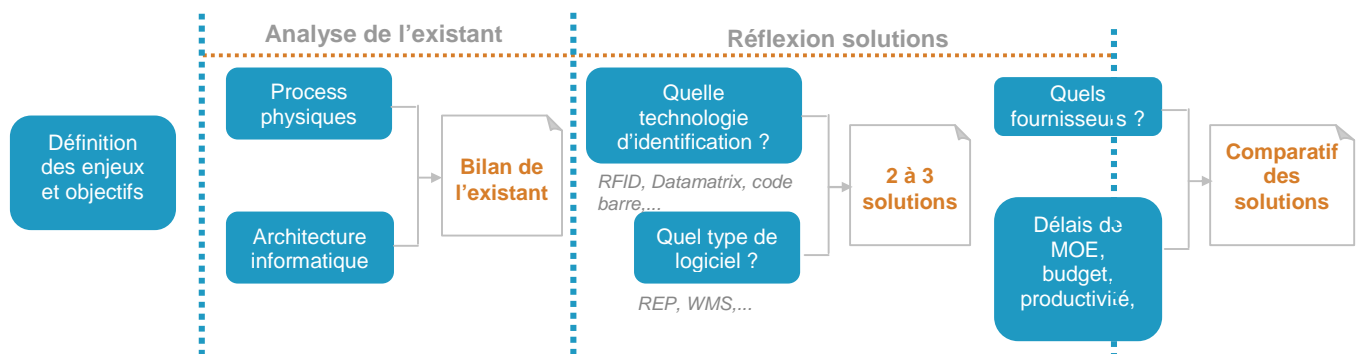 Analyse de l'existant
Réflexion solutions
Définition
des enjeux
et objectifs
Process
physiques
Architecture
informatique
Bilan de
l'existant
Quelle
technologie
d'identification ?
RFID, Datamatrix, code
barre,...
Quel type de
logiciel ?
REP, WMS,...
2 à 3
solutions
Quels
fournisseurs ?
Délais de
MOE,
budget,
productivité,
Comparatif
des
solutions